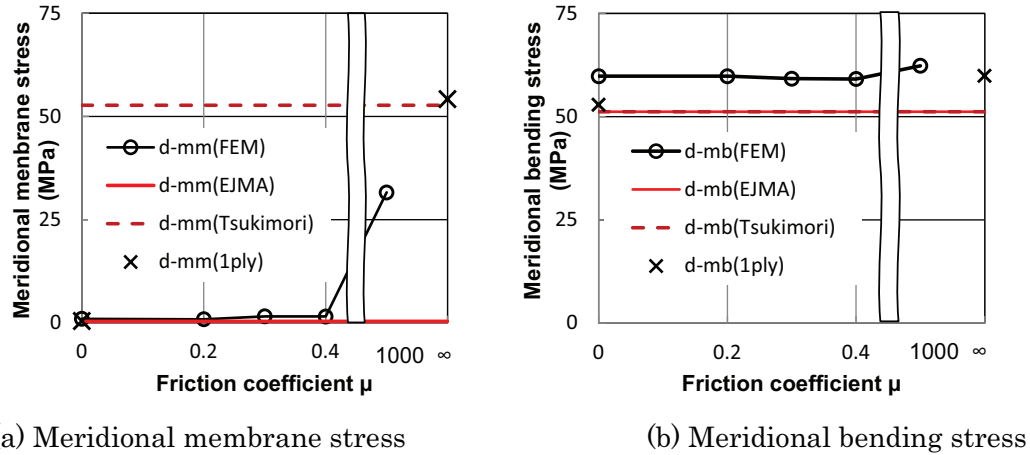 75
50
25
0
Meridional menbrane stress
(MPa)
d-mm(FEM)
d-mm(EJMA)
d-mm(Tsukimori)
d-mm(1ply)
0
0.2
0.4
1000
∞
Friction coefficient μ
a) Meridional membrane stress
75
50
25
0
Meridional bending stress
(MPa)
d-mb(FEM)
d-mb(EJMA)
d-mb(Tsukimori)
d-mb(1ply)
0
0.2
0.4
1000
∞
Friction coefficient μ
(b) Meridional bending stress